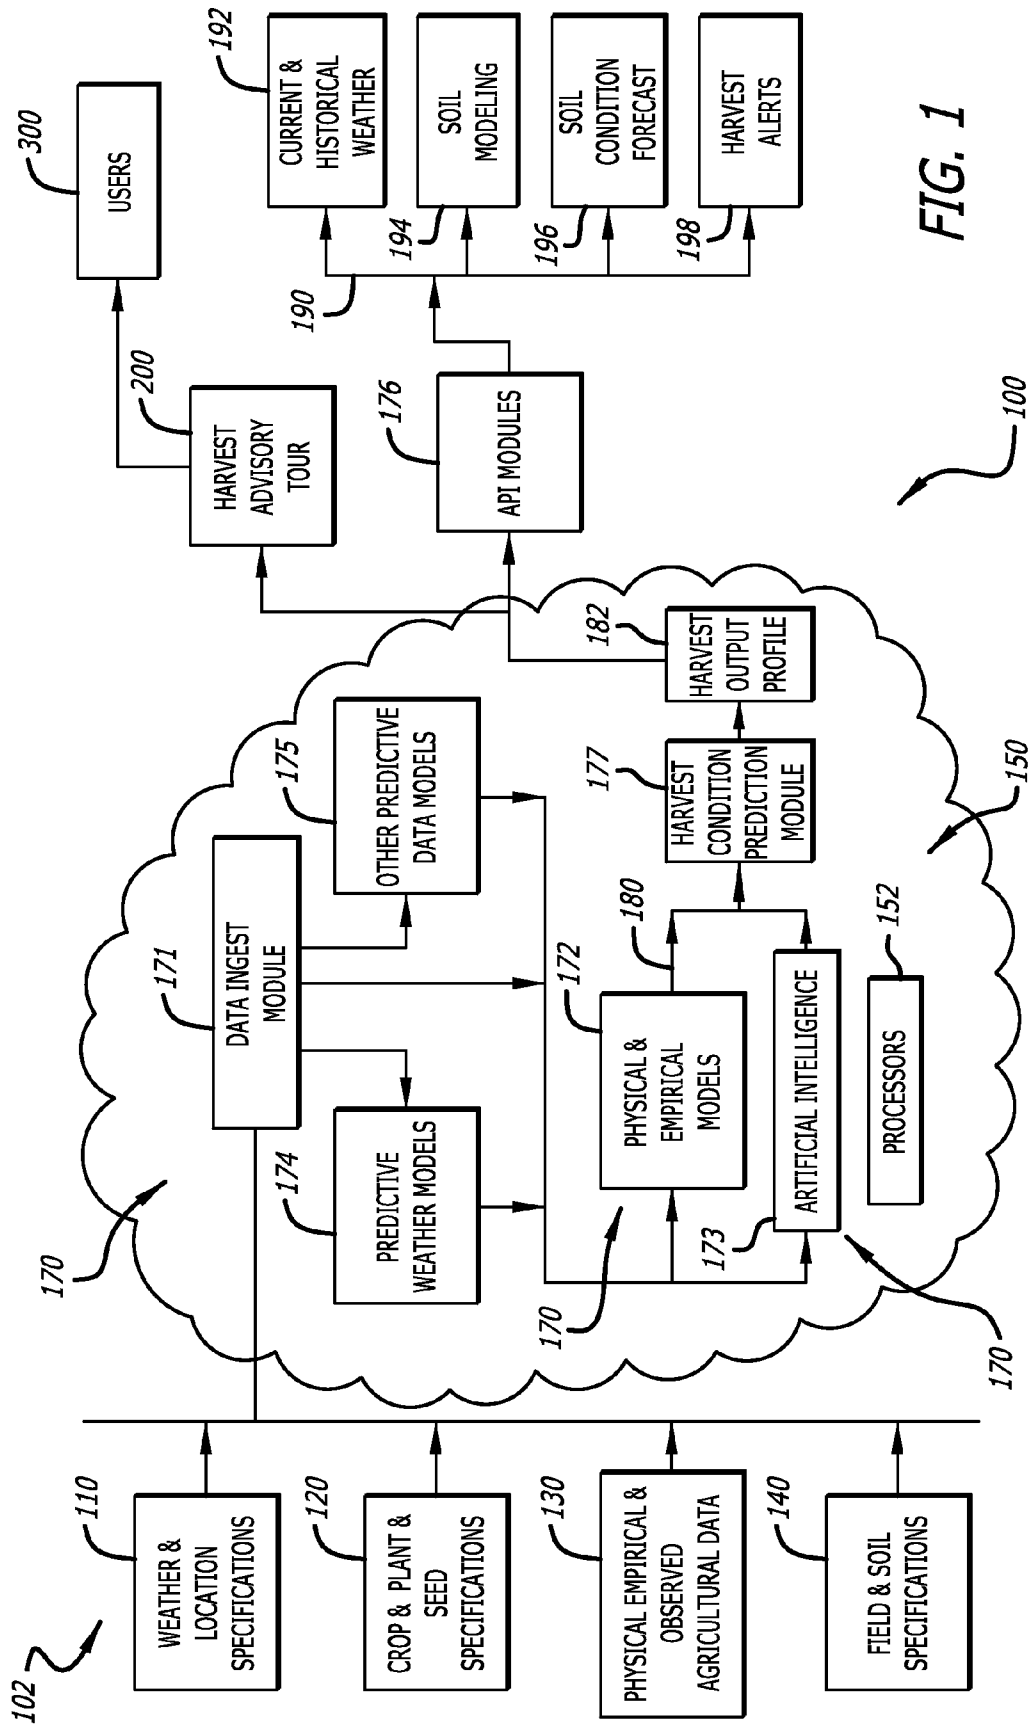 102
110
WEATHER &
LOCATION
SPECIFICATIONS
120
CROP & PLANT &
SEED
SPECIFICATIONS
130
PHYSICAL EMPIRICAL &
OBSERVED
AGRICULTURAL DATA
140
FIELD & SOIL
SPECIFICATIONS
170
171
DATA INGEST
MODULE
174
PREDICTIVE
WEATHER MODELS
175
OTHER PREDICTIVE
DATA MODELS
170
172
PHYSICAL &
EMPIRICAL
MODELS
180
173
ARTIFICIAL INTELLIGENCE
170
152
PROCESSORS
150
177
HARVEST
CONDITION
PREDICTION
MODULE
182
HARVEST
OUTPUT
PROFILE
200
HARVEST
ADVISORY
TOUR
300
USERS
176
API MODULES
190
192
CURRENT &
HISTORICAL
WEATHER
194
SOIL
MODELING
196
SOIL
CONDITION
FORECAST
198
HARVEST
ALERTS
100
FIG. 1